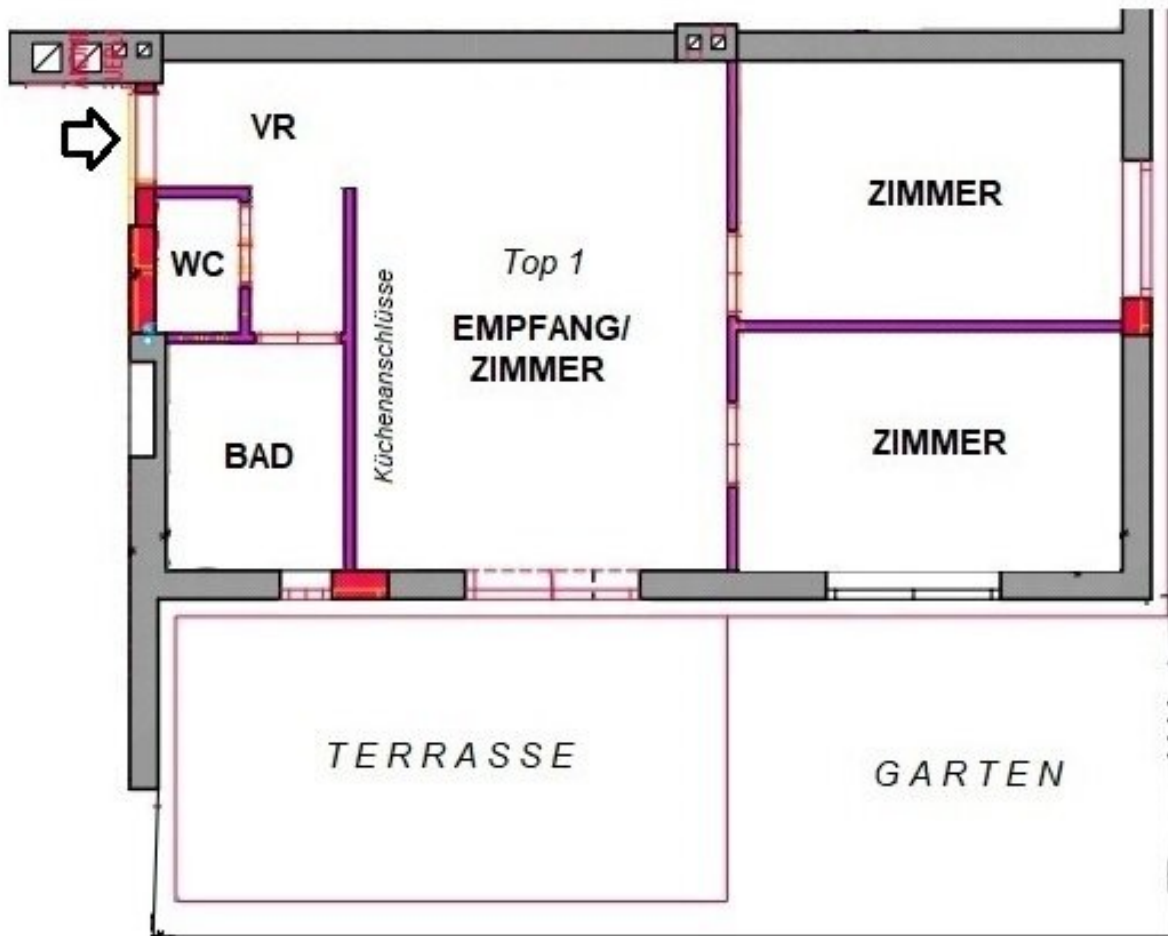 VR
ZIMMER
WC
Top 1
EMPFANG/
ZIMMER
Küchenanschlüsse
BAD
ZIMMER
TERRASSE
GARTEN